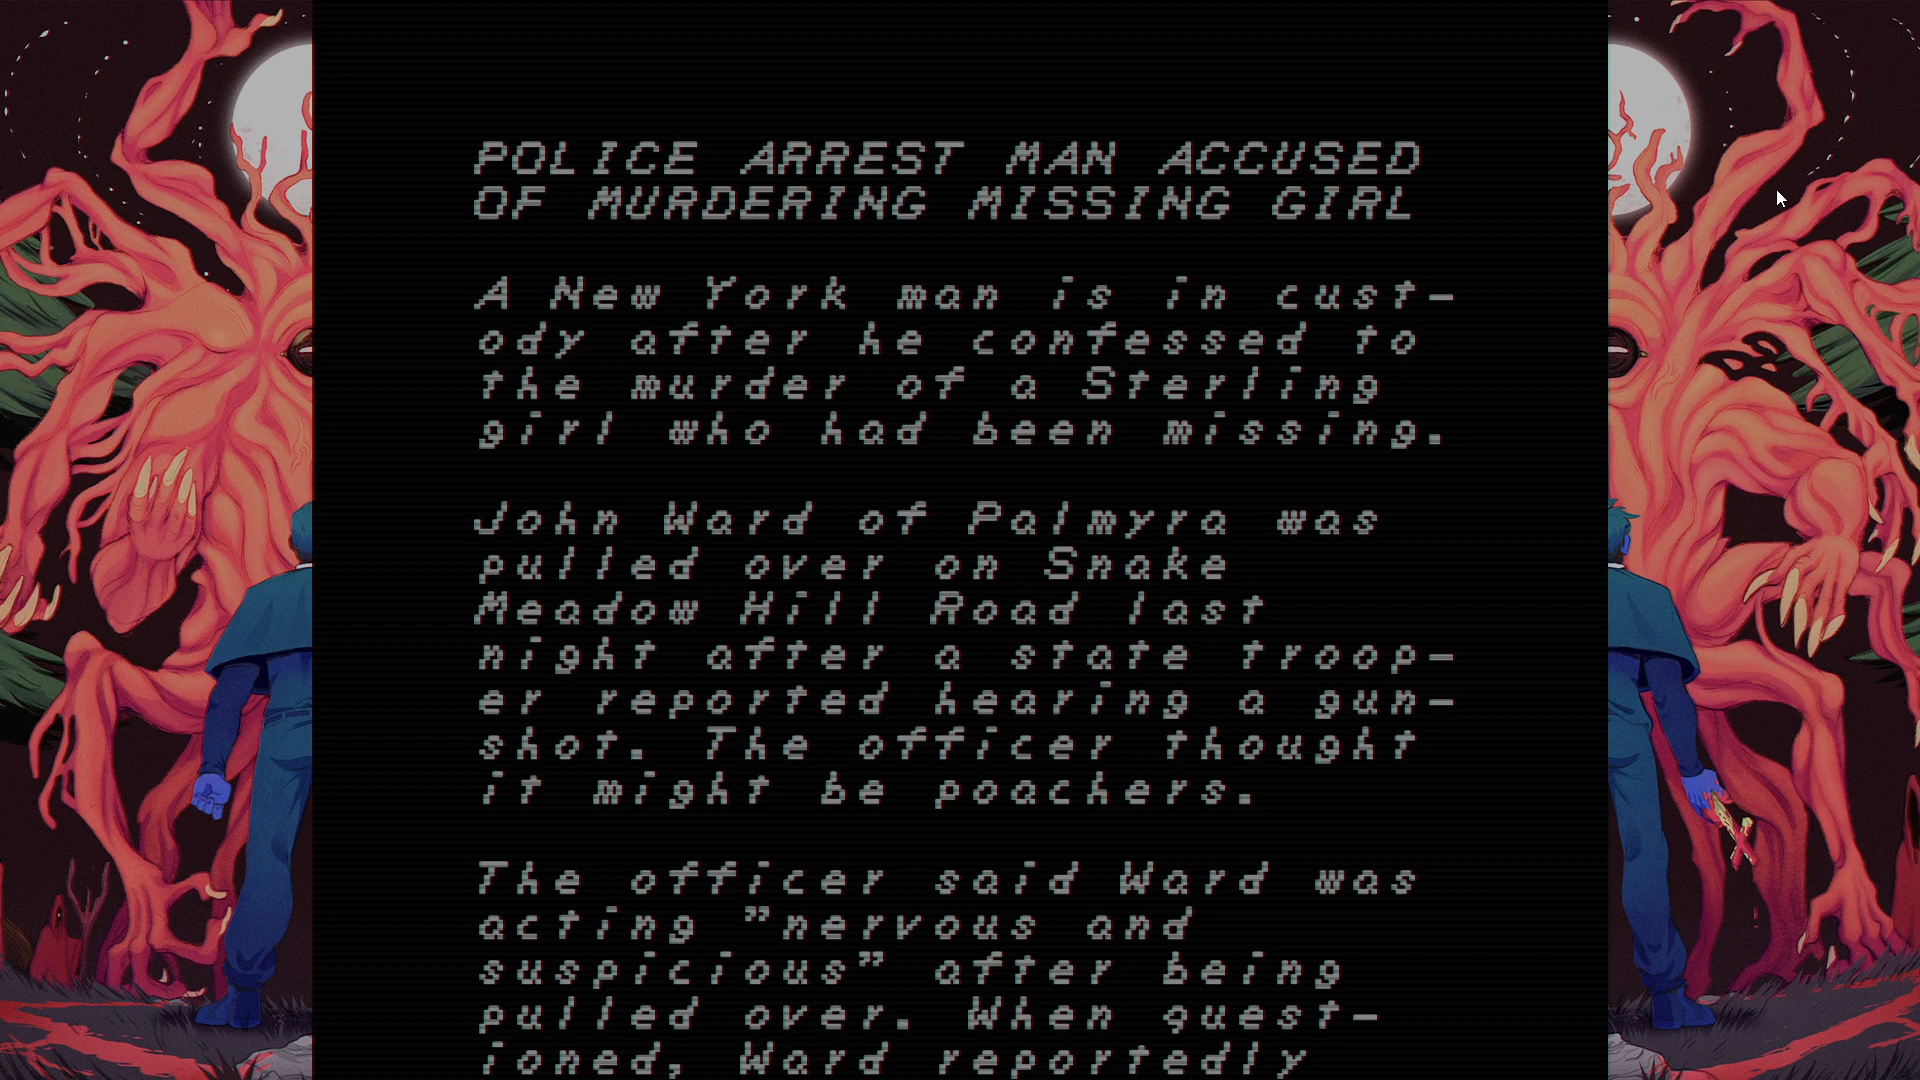 POLICE ARREST MAN ACCUSED
OF MURDERING MISSING GIRL
A New York man is in cust-
ody after he confessed to
the murder of a Sterling
girl who had been missing.
John Ward of Palmyra was
pulled over on Snake
Meadow Hill Road last
night after a state troop-
er reported hearing a gun-
shot. The officer thought
it might be poachers.
The officer said Ward was
acting "nervous and
suspicious" after being
pulled over. When quest-
ioned, Ward reportedly